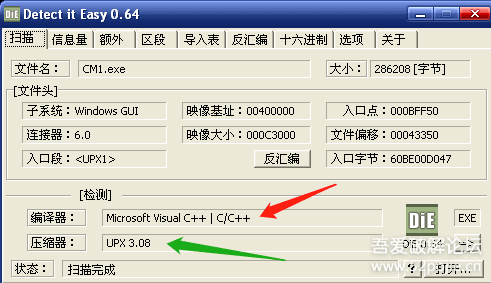 Detect it Easy 0.64
扫描 信息量 额外 区段 导入表 反汇编 十六进制 选项 关于
文件名： CM1.exe 大小： 286208 [字节]
[文件头]
子系统：Windows GUI 映像基址：00400000 入口点：000BFF50
连接器：6.0 映像大小：000C3000 文件偏移：00043350
入口段：<UPX1> 反汇编 入口字节：60BE00D047
[检测]
编译器： Microsoft Visual C++ | C/C++ DiE EXE
压缩器： UPX 3.08 DiE 0.64 =>
状态： 扫描完成 ? 打开...
吾爱破解论坛